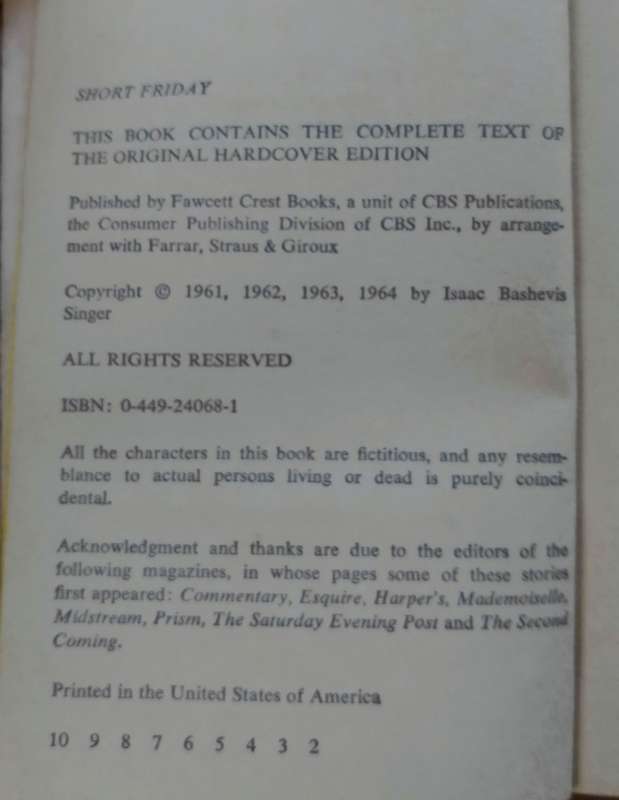 SHORT FRIDAY
THIS BOOK CONTAINS THE COMPLETE TEXT OF
THE ORIGINAL HARDCOVER EDITION
Published by Fawcett Crest Books, a unit of CBS Publications,
the Consumer Publishing Division of CBS Inc., by arrange-
ment with Farrar, Straus & Giroux
Copyright © 1961, 1962, 1963, 1964 by Isaac Bashevis
Singer
ALL RIGHTS RESERVED
ISBN: 0-449-24068-1
All the characters in this book are fictitious, and any resem-
blance to actual persons living or dead is purely coinci-
dental.
Acknowledgment and thanks are due to the editors of the
following magazines, in whose pages some of these stories
first appeared: Commentary, Esquire, Harper's, Mademoiselle,
Midstream, Prism, The Saturday Evening Post and The Second
Coming.
Printed in the United States of America
10 9 8 7 6 5 4 3 2